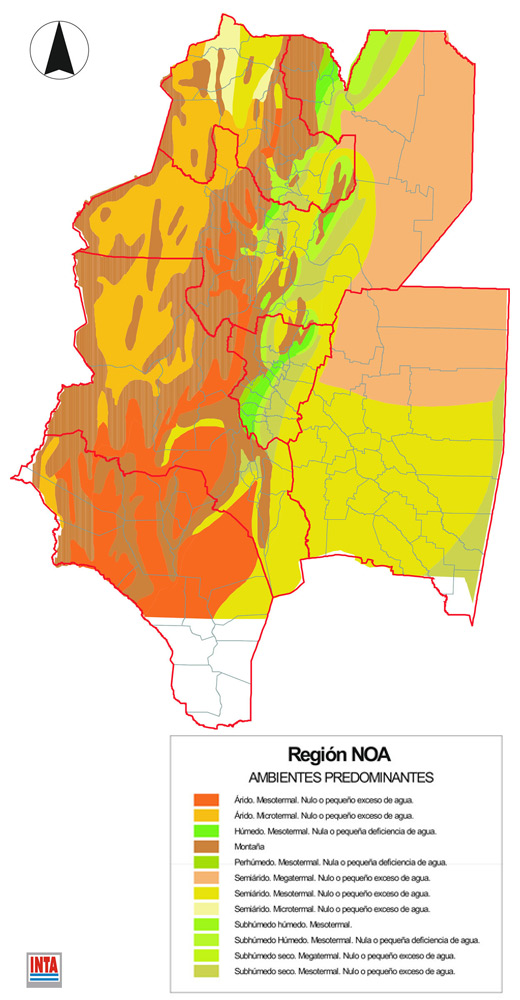 Región NOA
AMBIENTES PREDOMINANTES
Árido. Mesotermal. Nulo o pequeño exceso de agua.
Árido. Microtermal. Nulo o pequeño exceso de agua.
Húmedo. Mesotermal. Nula o pequeña deficiencia de agua.
Montaña
Perhúmedo. Mesotermal. Nula o pequeña deficiencia de agua.
Semiárido. Megatermal. Nulo o pequeño exceso de agua.
Semiárido. Mesotermal. Nulo o pequeño exceso de agua.
Semiárido. Microtermal. Nulo o pequeño exceso de agua.
Subhúmedo húmedo. Mesotermal.
Subhúmedo Húmedo. Mesotermal. Nula o pequeña deficiencia de agua.
Subhúmedo seco. Megatermal. Nulo o pequeño exceso de agua.
Subhúmedo seco. Mesotermal. Nulo o pequeño exceso de agua.
INTA